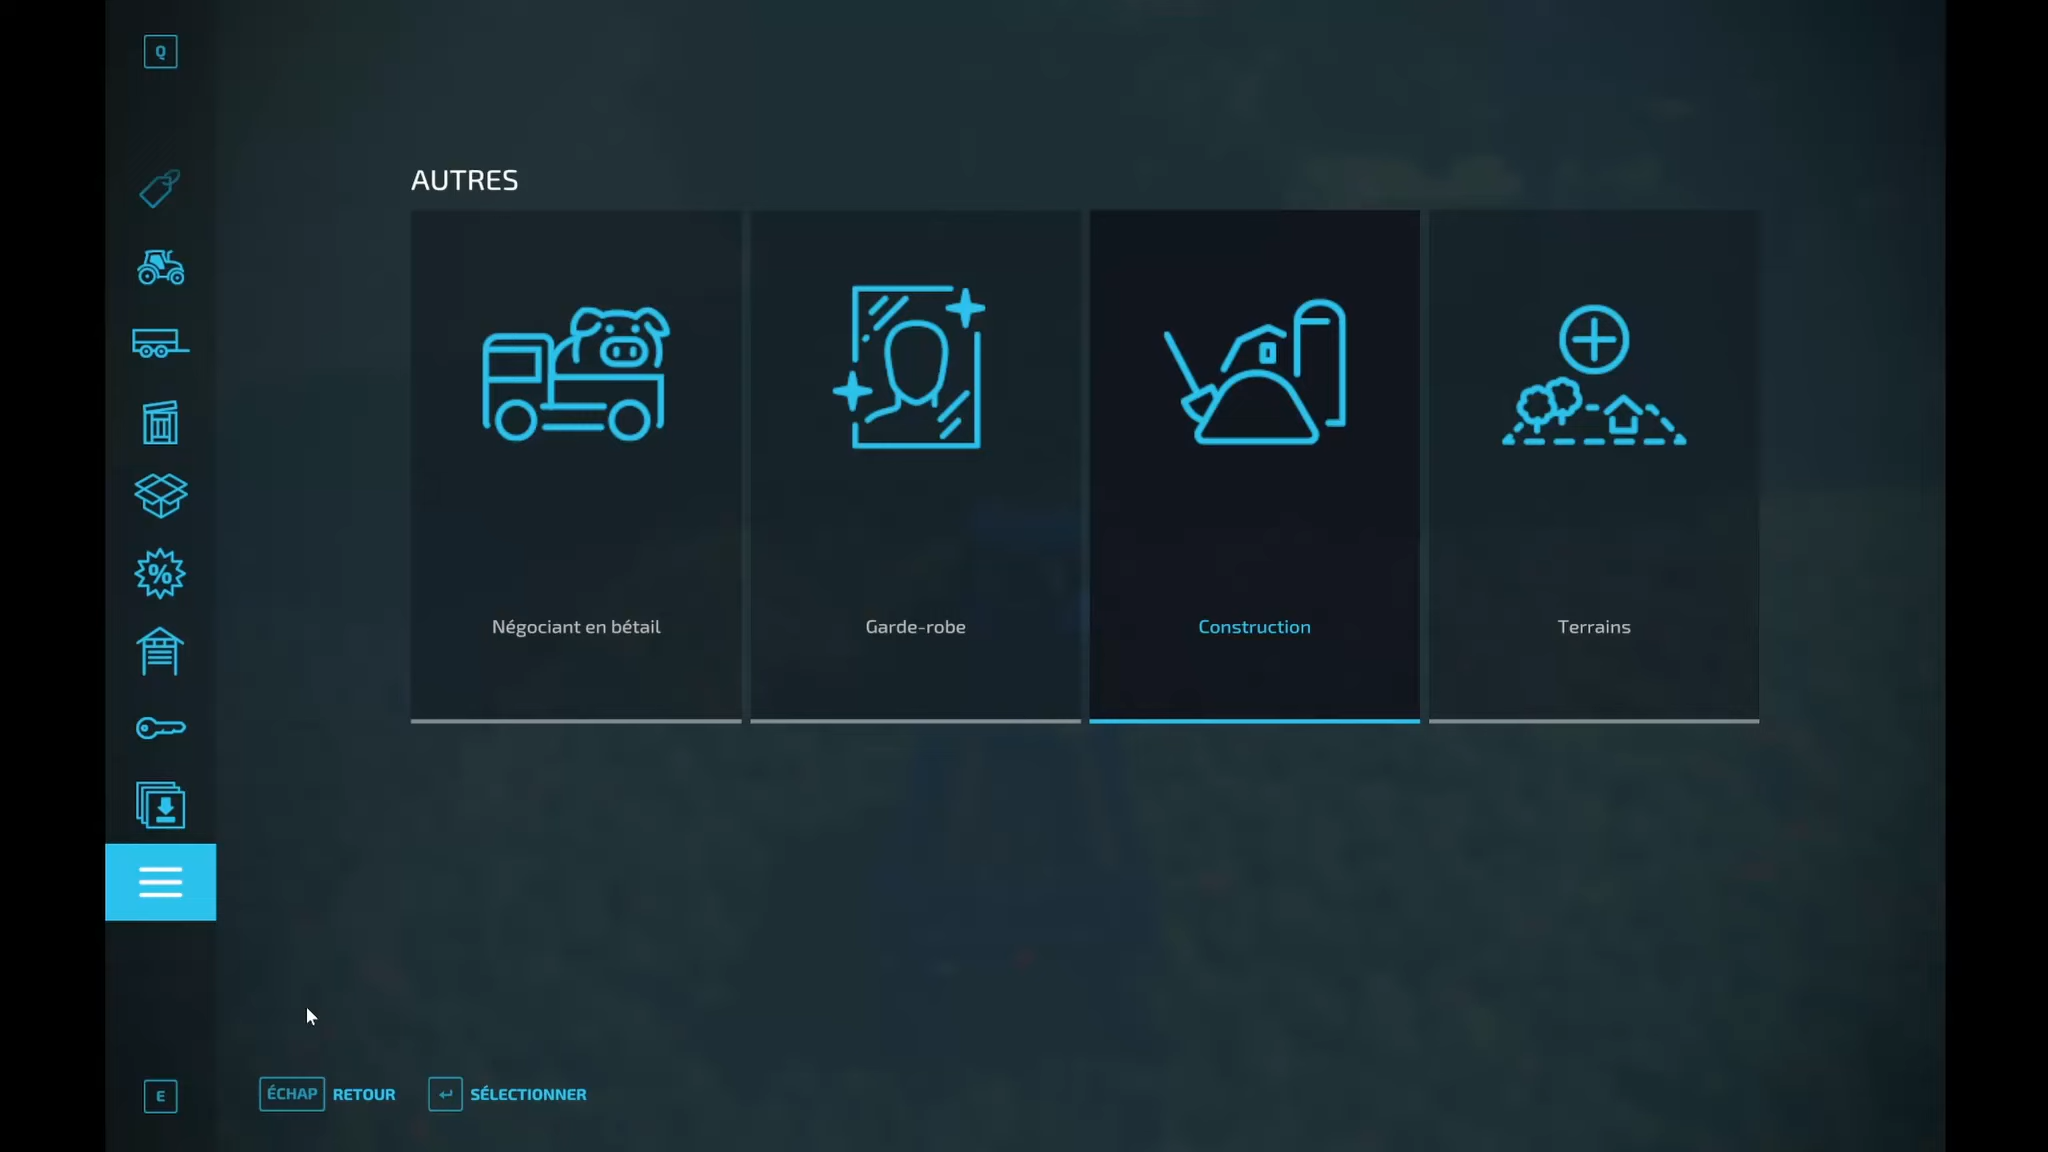 Q
AUTRES
%
Négociant en bétail
Garde-robe
Construction
Terrains
E
ÉCHAP RETOUR
SÉLECTIONNER